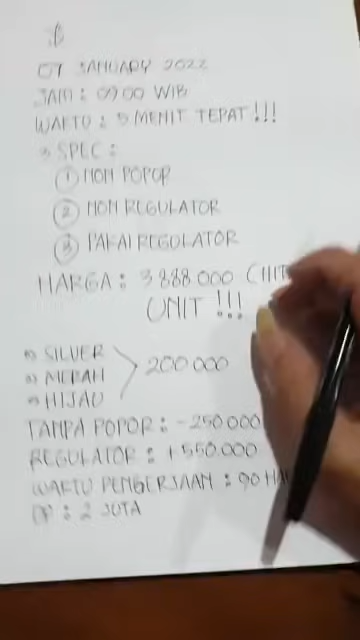 07 JANUARY 2022
JAM : 09.00 WIB
WAKTU : 5 MENIT TEPAT !!!
3 SPEC :
① NON POPOR
② NON REGULATOR
③ PAKAI REGULATOR
HARGA : 3.888.000
UNIT !!!
SILVER
MERAH
HIJAU
200.000
TANPA POPOR : -250.000
REGULATOR : +550.000
WAKTU PENGERJAAN : 90
DP : 2 JUTA